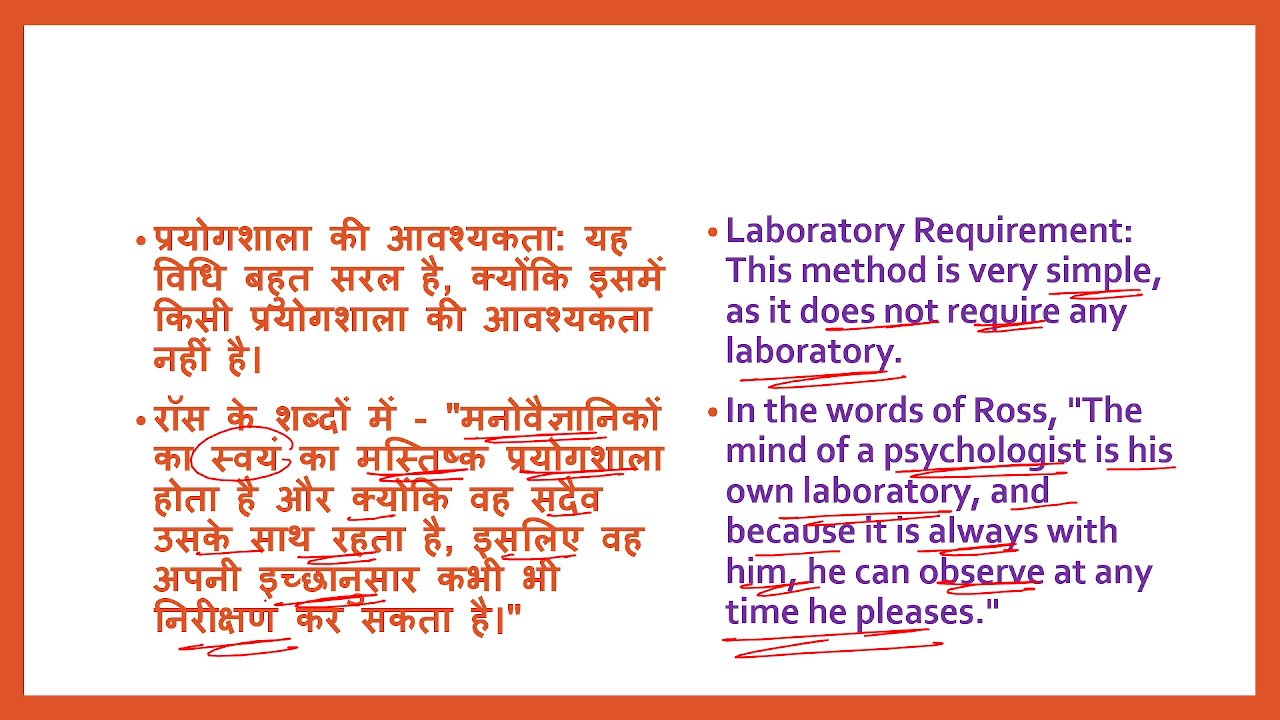 • प्रयोगशाला की आवश्यकता: यह
विधि बहुत सरल है, क्योंकि इसमें
किसी प्रयोगशाला की आवश्यकता
नहीं है।
• रॉस के शब्दों में - "मनोवैज्ञानिकों
का स्वयं का मस्तिष्क प्रयोगशाला
होता है और क्योंकि वह सदैव
उसके साथ रहता है, इसलिए वह
अपनी इच्छानुसार कभी भी
निरीक्षण कर सकता है।"
• Laboratory Requirement:
This method is very simple,
as it does not require any
laboratory.
• In the words of Ross, "The
mind of a psychologist is his
own laboratory, and
because it is always with
him, he can observe at any
time he pleases."